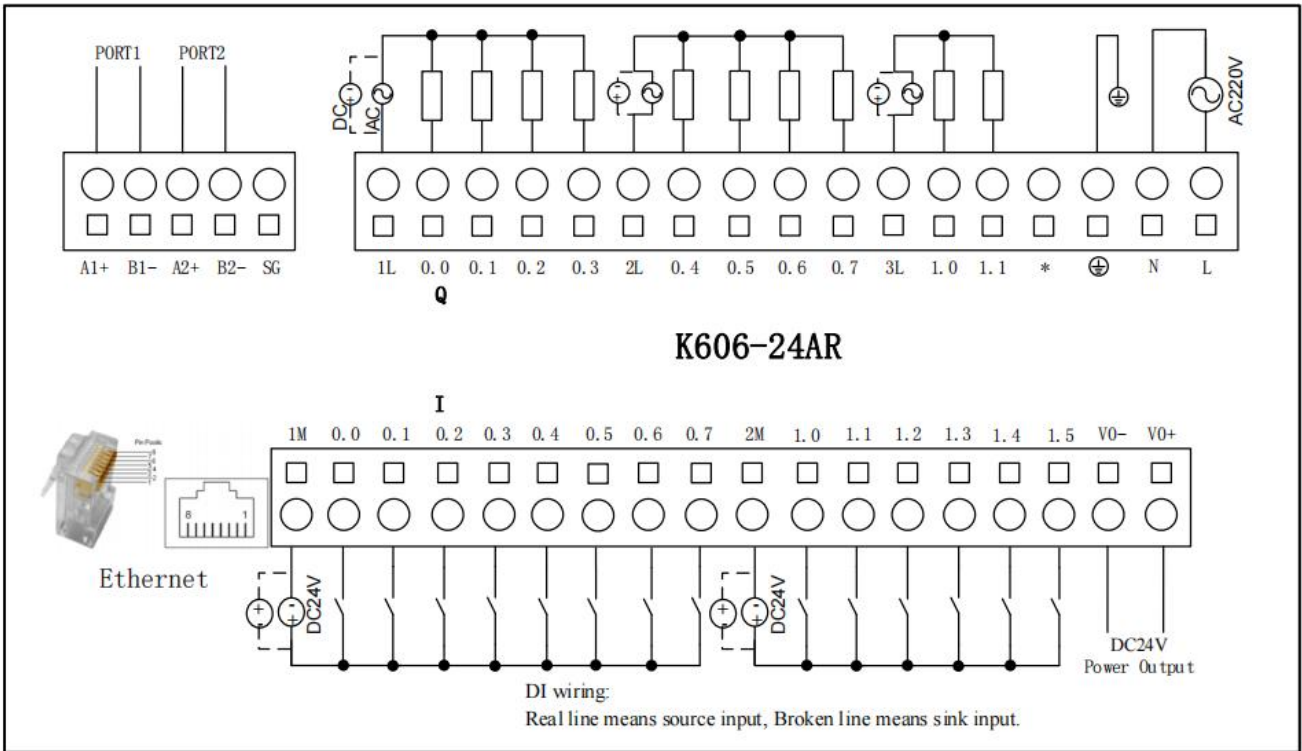 PORT1 PORT2
DC
AC
AC220V
A1+ B1- A2+ B2- SG
1L 0.0 0.1 0.2 0.3 2L 0.4 0.5 0.6 0.7 3L 1.0 1.1 * N L
Q
K606-24AR
I
1M 0.0 0.1 0.2 0.3 0.4 0.5 0.6 0.7 2M 1.0 1.1 1.2 1.3 1.4 1.5 V0- V0+
8 1
Ethernet
DC24V
DC24V
DC24V
Power Output
DI wiring:
Real line means source input, Broken line means sink input.